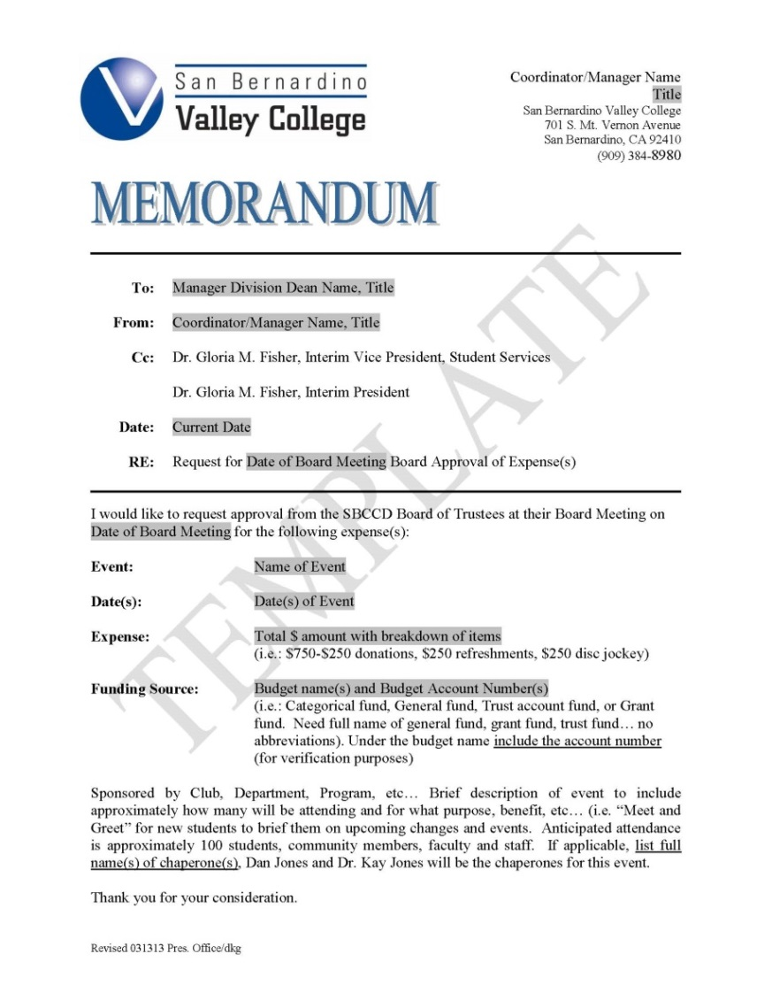 San Bernardino
Valley College
Coordinator/Manager Name
Title
San Bernardino Valley College
701 S. Mt. Vernon Avenue
San Bernardino, CA 92410
(909) 384-8980
MEMORANDUM
To: Manager Division Dean Name, Title
From: Coordinator/Manager Name, Title
Cc: Dr. Gloria M. Fisher, Interim Vice President, Student Services
Dr. Gloria M. Fisher, Interim President
Date: Current Date
RE: Request for Date of Board Meeting Board Approval of Expense(s)
I would like to request approval from the SBCCD Board of Trustees at their Board Meeting on
Date of Board Meeting for the following expense(s):
Event: Name of Event
Date(s): Date(s) of Event
Expense: Total $ amount with breakdown of items
(i.e.: $750-$250 donations, $250 refreshments, $250 disc jockey)
Funding Source: Budget name(s) and Budget Account Number(s)
(i.e.: Categorical fund, General fund, Trust account fund, or Grant
fund. Need full name of general fund, grant fund, trust fund… no
abbreviations). Under the budget name include the account number
(for verification purposes)
Sponsored by Club, Department, Program, etc… Brief description of event to include
approximately how many will be attending and for what purpose, benefit, etc… (i.e. “Meet and
Greet” for new students to brief them on upcoming changes and events. Anticipated attendance
is approximately 100 students, community members, faculty and staff. If applicable, list full
name(s) of chaperone(s), Dan Jones and Dr. Kay Jones will be the chaperones for this event.
Thank you for your consideration.
Revised 031313 Pres. Office/dkg
TEMPLATE